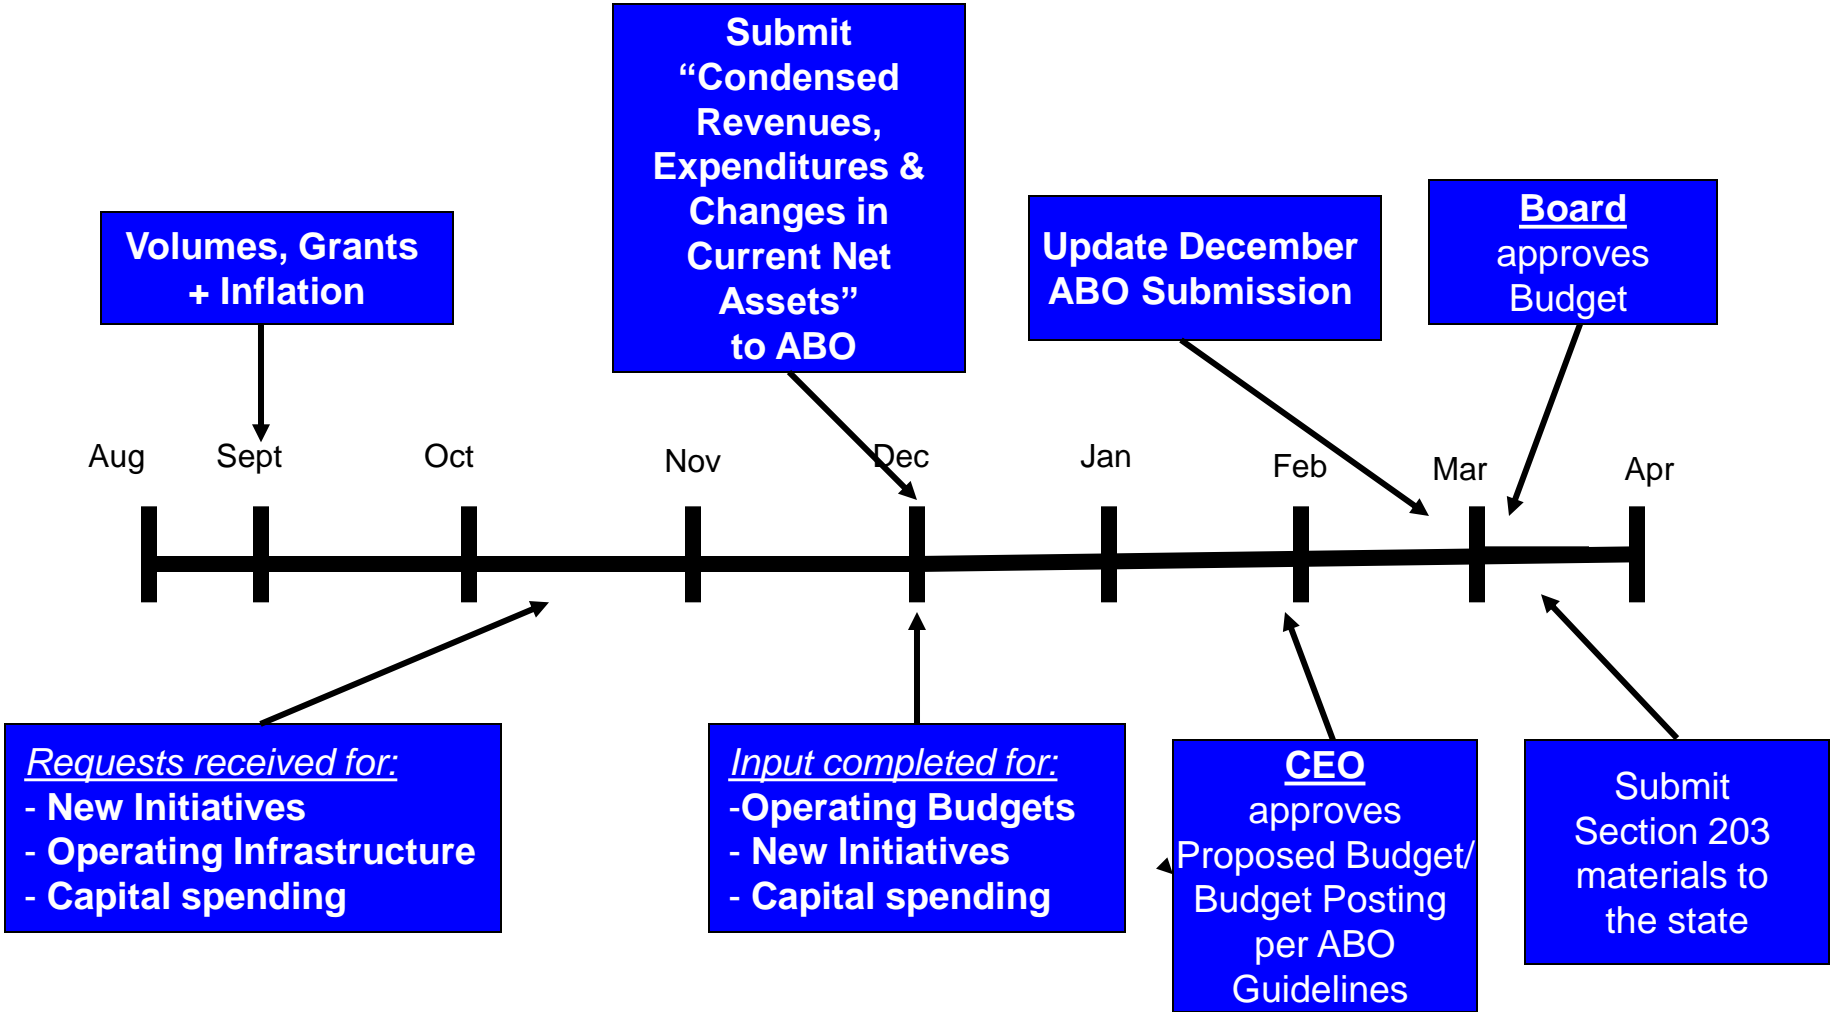 Submit
“Condensed
Revenues,
Expenditures &
Changes in
Current Net
Assets”
to ABO
Volumes, Grants
+ Inflation
Update December
ABO Submission
Board
approves
Budget
Aug
Sept
Oct
Nov
Dec
Jan
Feb
Mar
Apr
Requests received for:
- New Initiatives
- Operating Infrastructure
- Capital spending
Input completed for:
-Operating Budgets
- New Initiatives
- Capital spending
CEO
approves
Proposed Budget/
Budget Posting
per ABO
Guidelines
Submit
Section 203
materials to
the state